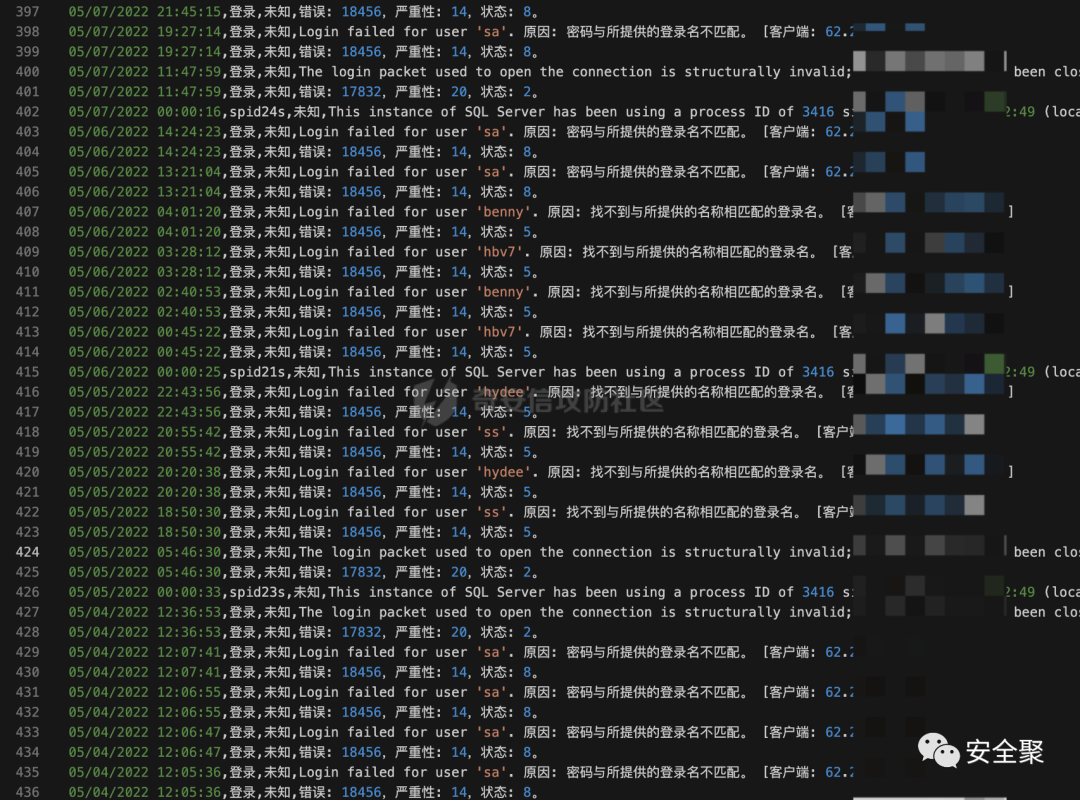 397 05/07/2022 21:45:15,登录,未知,错误: 18456, 严重性: 14, 状态: 8。
398 05/07/2022 19:27:14,登录,未知,Login failed for user 'sa'. 原因: 密码与所提供的登录名不匹配。 [客户端: 62.2
399 05/07/2022 19:27:14,登录,未知,错误: 18456, 严重性: 14, 状态: 8。
400 05/07/2022 11:47:59,登录,未知,The login packet used to open the connection is structurally invalid; been clos
401 05/07/2022 11:47:59,登录,未知,错误: 17832, 严重性: 20, 状态: 2。
402 05/07/2022 00:00:16,spid24s,未知,This instance of SQL Server has been using a process ID of 3416 si 2:49 (loca
403 05/06/2022 14:24:23,登录,未知,Login failed for user 'sa'. 原因: 密码与所提供的登录名不匹配。 [客户端: 62.2
404 05/06/2022 14:24:23,登录,未知,错误: 18456, 严重性: 14, 状态: 8。
405 05/06/2022 13:21:04,登录,未知,Login failed for user 'sa'. 原因: 密码与所提供的登录名不匹配。 [客户端: 62.2
406 05/06/2022 13:21:04,登录,未知,错误: 18456, 严重性: 14, 状态: 8。
407 05/06/2022 04:01:20,登录,未知,Login failed for user 'benny'. 原因: 找不到与所提供的名称相匹配的登录名。 [客 ]
408 05/06/2022 04:01:20,登录,未知,错误: 18456, 严重性: 14, 状态: 5。
409 05/06/2022 03:28:12,登录,未知,Login failed for user 'hbv7'. 原因: 找不到与所提供的名称相匹配的登录名。 [客
410 05/06/2022 03:28:12,登录,未知,错误: 18456, 严重性: 14, 状态: 5。
411 05/06/2022 02:40:53,登录,未知,Login failed for user 'benny'. 原因: 找不到与所提供的名称相匹配的登录名。 [客 ]
412 05/06/2022 02:40:53,登录,未知,错误: 18456, 严重性: 14, 状态: 5。
413 05/06/2022 00:45:22,登录,未知,Login failed for user 'hbv7'. 原因: 找不到与所提供的名称相匹配的登录名。 [客
414 05/06/2022 00:45:22,登录,未知,错误: 18456, 严重性: 14, 状态: 5。
415 05/06/2022 00:00:25,spid21s,未知,This instance of SQL Server has been using a process ID of 3416 si 2:49 (loca
416 05/05/2022 22:43:56,登录,未知,Login failed for user 'hydee'. 原因: 找不到与所提供的名称相匹配的登录名。 [客 ]
奇安信攻防社区
417 05/05/2022 22:43:56,登录,未知,错误: 18456, 严重性: 14, 状态: 5。
418 05/05/2022 20:55:42,登录,未知,Login failed for user 'ss'. 原因: 找不到与所提供的名称相匹配的登录名。 [客户端
419 05/05/2022 20:55:42,登录,未知,错误: 18456, 严重性: 14, 状态: 5。
420 05/05/2022 20:20:38,登录,未知,Login failed for user 'hydee'. 原因: 找不到与所提供的名称相匹配的登录名。 [客 ]
421 05/05/2022 20:20:38,登录,未知,错误: 18456, 严重性: 14, 状态: 5。
422 05/05/2022 18:50:30,登录,未知,Login failed for user 'ss'. 原因: 找不到与所提供的名称相匹配的登录名。 [客户端
423 05/05/2022 18:50:30,登录,未知,错误: 18456, 严重性: 14, 状态: 5。
424 05/05/2022 05:46:30,登录,未知,The login packet used to open the connection is structurally invalid; been clos
425 05/05/2022 05:46:30,登录,未知,错误: 17832, 严重性: 20, 状态: 2。
426 05/05/2022 00:00:33,spid23s,未知,This instance of SQL Server has been using a process ID of 3416 si 2:49 (loca
427 05/04/2022 12:36:53,登录,未知,The login packet used to open the connection is structurally invalid; been clos
428 05/04/2022 12:36:53,登录,未知,错误: 17832, 严重性: 20, 状态: 2。
429 05/04/2022 12:07:41,登录,未知,Login failed for user 'sa'. 原因: 密码与所提供的登录名不匹配。 [客户端: 62.2
430 05/04/2022 12:07:41,登录,未知,错误: 18456, 严重性: 14, 状态: 8。
431 05/04/2022 12:06:55,登录,未知,Login failed for user 'sa'. 原因: 密码与所提供的登录名不匹配。 [客户端: 62.2
432 05/04/2022 12:06:55,登录,未知,错误: 18456, 严重性: 14, 状态: 8。
433 05/04/2022 12:06:47,登录,未知,Login failed for user 'sa'. 原因: 密码与所提供的登录名不匹配。 [客户端: 62.2
434 05/04/2022 12:06:47,登录,未知,错误: 18456, 严重性: 14, 状态: 8。
安全聚
435 05/04/2022 12:05:36,登录,未知,Login failed for user 'sa'. 原因: 密码与所提供的登录名不匹配。 [客户端: 62.2
436 05/04/2022 12:05:36,登录,未知,错误: 18456, 严重性: 14, 状态: 8。